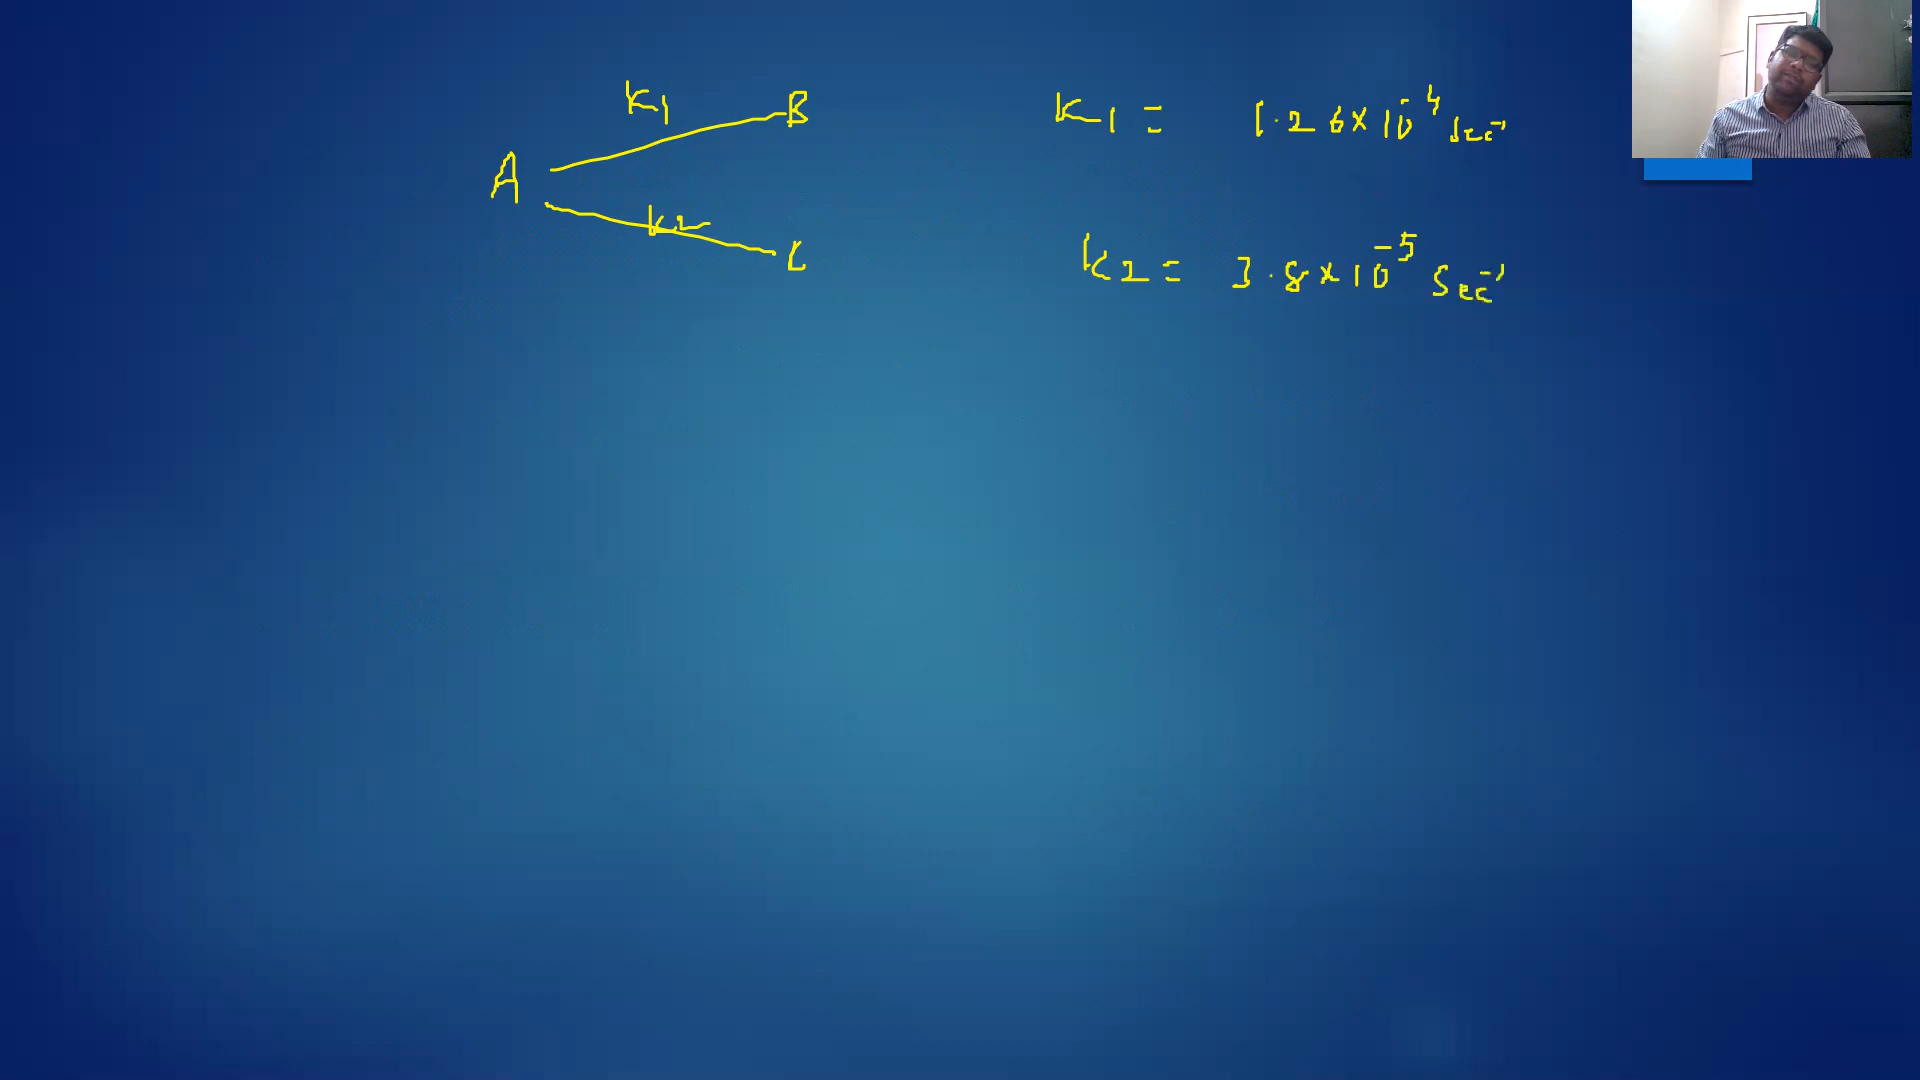 K1 B
A
K2 C
K1 = 1.26×10⁻⁴ sec⁻¹
K2 = 3.8×10⁻⁵ sec⁻¹